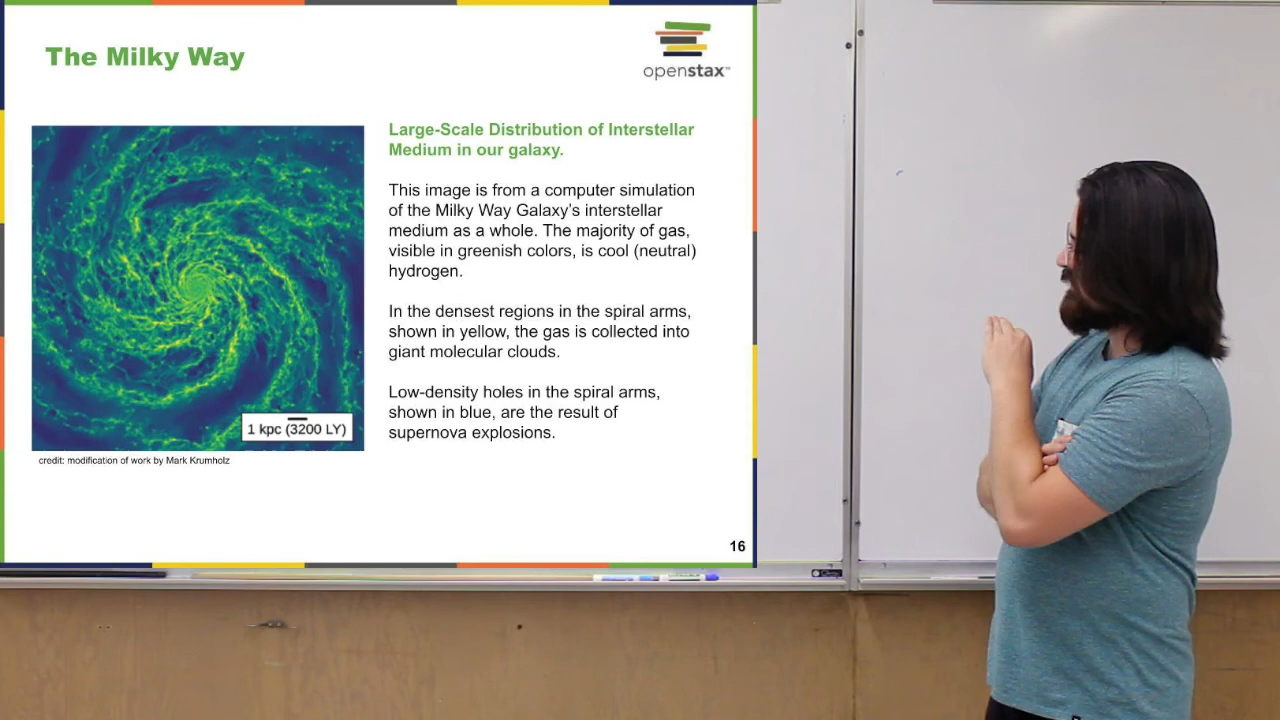 The Milky Way
openstax™
Large-Scale Distribution of Interstellar
Medium in our galaxy.
This image is from a computer simulation
of the Milky Way Galaxy's interstellar
medium as a whole. The majority of gas,
visible in greenish colors, is cool (neutral)
hydrogen.
In the densest regions in the spiral arms,
shown in yellow, the gas is collected into
giant molecular clouds.
Low-density holes in the spiral arms,
shown in blue, are the result of
supernova explosions.
1 kpc (3200 LY)
credit: modification of work by Mark Krumholz
16